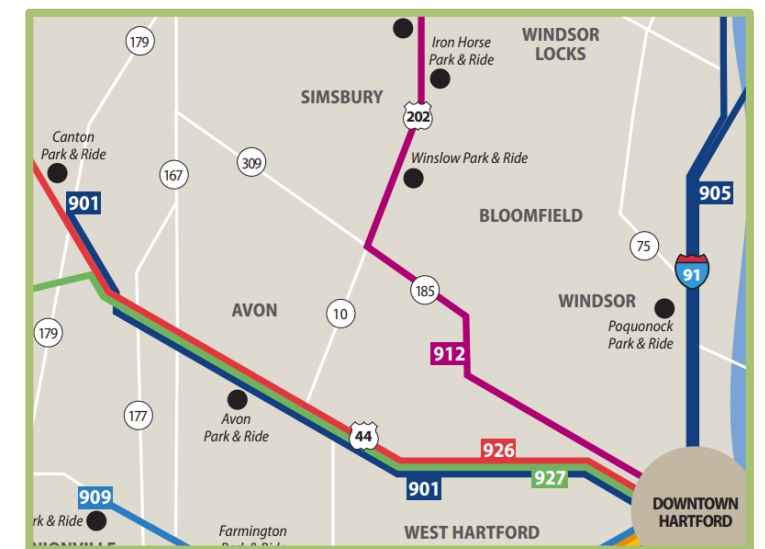 179
Iron Horse
Park & Ride
WINDSOR
LOCKS
SIMSBURY
202
Canton
Park & Ride
309
167
Winslow Park & Ride
901
905
BLOOMFIELD
75
91
185
AVON
10
WINDSOR
179
Poquonock
Park & Ride
912
177
Avon
Park & Ride
44
926
927
901
909
DOWNTOWN
HARTFORD
rk & Ride
Farmington
WEST HARTFORD